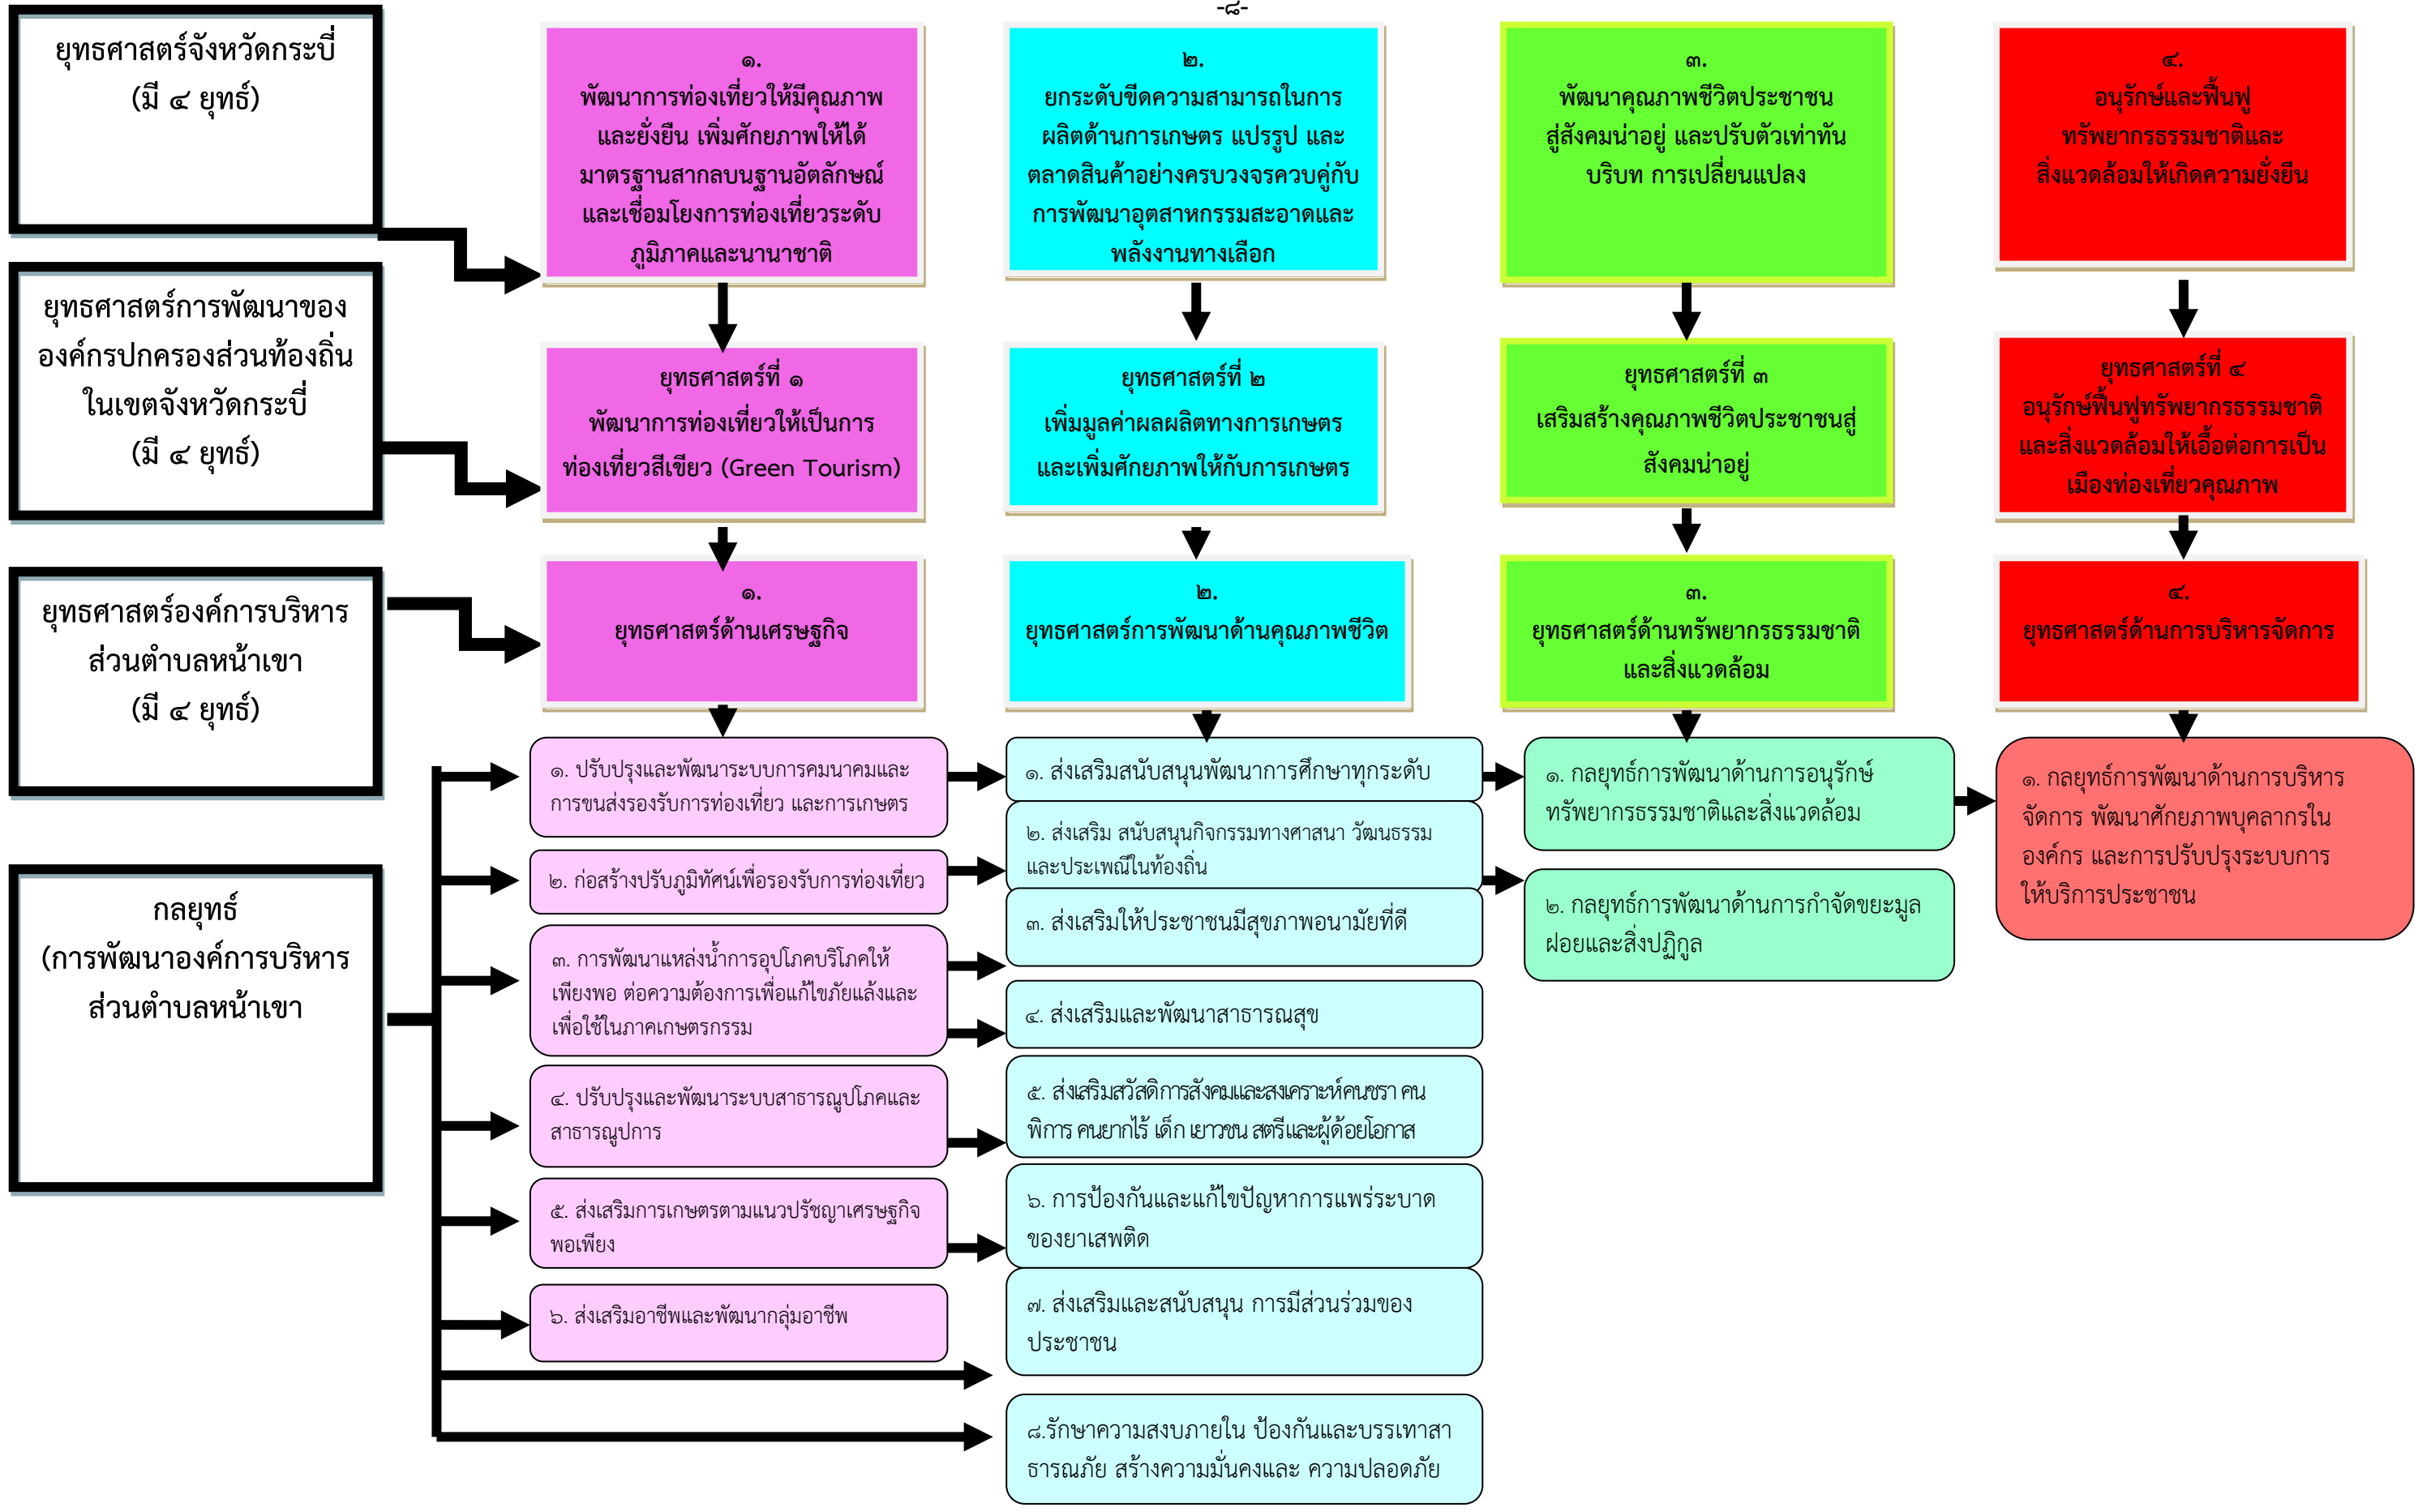 -๘-
ยุทธศาสตร์จังหวัดกระบี่
(มี ๔ ยุทธ์)
๑.
พัฒนาการท่องเที่ยวให้มีคุณภาพ
และยั่งยืน เพิ่มศักยภาพให้ได้
มาตรฐานสากลบนฐานอัตลักษณ์
และเชื่อมโยงการท่องเที่ยวระดับ
ภูมิภาคและนานาชาติ
๒.
ยกระดับขีดความสามารถในการ
ผลิตด้านการเกษตร แปรรูป และ
ตลาดสินค้าอย่างครบวงจรควบคู่กับ
การพัฒนาอุตสาหกรรมสะอาดและ
พลังงานทางเลือก
๓.
พัฒนาคุณภาพชีวิตประชาชน
สู่สังคมน่าอยู่ และปรับตัวเท่าทัน
บริบท การเปลี่ยนแปลง
๔.
อนุรักษ์และฟื้นฟู
ทรัพยากรธรรมชาติและ
สิ่งแวดล้อมให้เกิดความยั่งยืน
ยุทธศาสตร์การพัฒนาของ
องค์กรปกครองส่วนท้องถิ่น
ในเขตจังหวัดกระบี่
(มี ๔ ยุทธ์)
ยุทธศาสตร์ที่ ๑
พัฒนาการท่องเที่ยวให้เป็นการ
ท่องเที่ยวสีเขียว (Green Tourism)
ยุทธศาสตร์ที่ ๒
เพิ่มมูลค่าผลผลิตทางการเกษตร
และเพิ่มศักยภาพให้กับการเกษตร
ยุทธศาสตร์ที่ ๓
เสริมสร้างคุณภาพชีวิตประชาชนสู่
สังคมน่าอยู่
ยุทธศาสตร์ที่ ๔
อนุรักษ์ฟื้นฟูทรัพยากรธรรมชาติ
และสิ่งแวดล้อมให้เอื้อต่อการเป็น
เมืองท่องเที่ยวคุณภาพ
ยุทธศาสตร์องค์การบริหาร
ส่วนตำบลหน้าเขา
(มี ๔ ยุทธ์)
๑.
ยุทธศาสตร์ด้านเศรษฐกิจ
๒.
ยุทธศาสตร์การพัฒนาด้านคุณภาพชีวิต
๓.
ยุทธศาสตร์ด้านทรัพยากรธรรมชาติ
และสิ่งแวดล้อม
๔.
ยุทธศาสตร์ด้านการบริหารจัดการ
กลยุทธ์
(การพัฒนาองค์การบริหาร
ส่วนตำบลหน้าเขา
๑. ปรับปรุงและพัฒนาระบบการคมนาคมและ
การขนส่งรองรับการท่องเที่ยว และการเกษตร
๒. ก่อสร้างปรับภูมิทัศน์เพื่อรองรับการท่องเที่ยว
๓. การพัฒนาแหล่งน้ำการอุปโภคบริโภคให้
เพียงพอ ต่อความต้องการเพื่อแก้ไขภัยแล้งและ
เพื่อใช้ในภาคเกษตรกรรม
๔. ปรับปรุงและพัฒนาระบบสาธารณูปโภคและ
สาธารณูปการ
๕. ส่งเสริมการเกษตรตามแนวปรัชญาเศรษฐกิจ
พอเพียง
๖. ส่งเสริมอาชีพและพัฒนากลุ่มอาชีพ
๑. ส่งเสริมสนับสนุนพัฒนาการศึกษาทุกระดับ
๒. ส่งเสริม สนับสนุนกิจกรรมทางศาสนา วัฒนธรรม
และประเพณีในท้องถิ่น
๓. ส่งเสริมให้ประชาชนมีสุขภาพอนามัยที่ดี
๔. ส่งเสริมและพัฒนาสาธารณสุข
๕. ส่งเสริมสวัสดิการสังคมและสงเคราะห์คนชรา คน
พิการ คนยากไร้ เด็ก เยาวชน สตรีและผู้ด้อยโอกาส
๖. การป้องกันและแก้ไขปัญหาการแพร่ระบาด
ของยาเสพติด
๗. ส่งเสริมและสนับสนุน การมีส่วนร่วมของ
ประชาชน
๘.รักษาความสงบภายใน ป้องกันและบรรเทาสา
ธารณภัย สร้างความมั่นคงและ ความปลอดภัย
๑. กลยุทธ์การพัฒนาด้านการอนุรักษ์
ทรัพยากรธรรมชาติและสิ่งแวดล้อม
๒. กลยุทธ์การพัฒนาด้านการกำจัดขยะมูล
ฝอยและสิ่งปฏิกูล
๑. กลยุทธ์การพัฒนาด้านการบริหาร
จัดการ พัฒนาศักยภาพบุคลากรใน
องค์กร และการปรับปรุงระบบการ
ให้บริการประชาชน